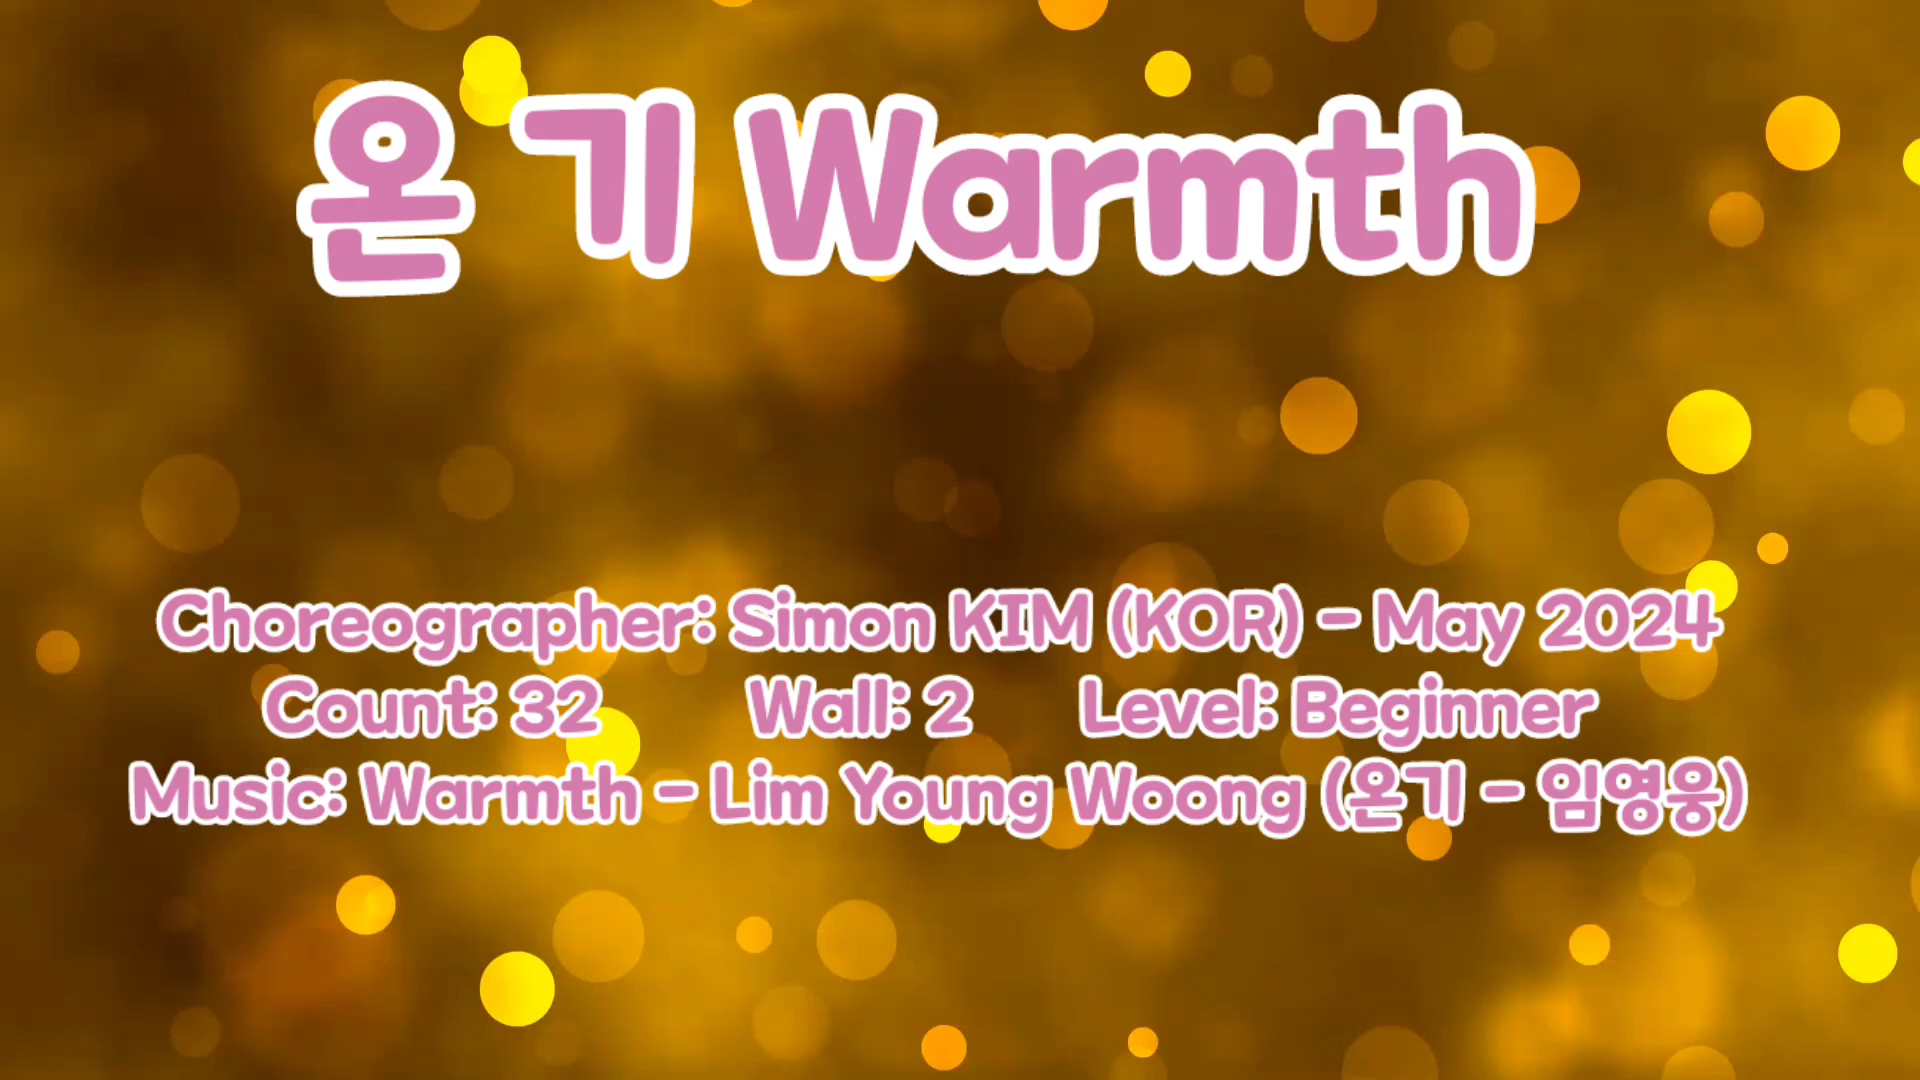 온기 Warmth
Choreographer: Simon KIM (KOR) - May 2024
Count: 32 Wall: 2 Level: Beginner
Music: Warmth - Lim Young Woong (온기 - 임영웅)